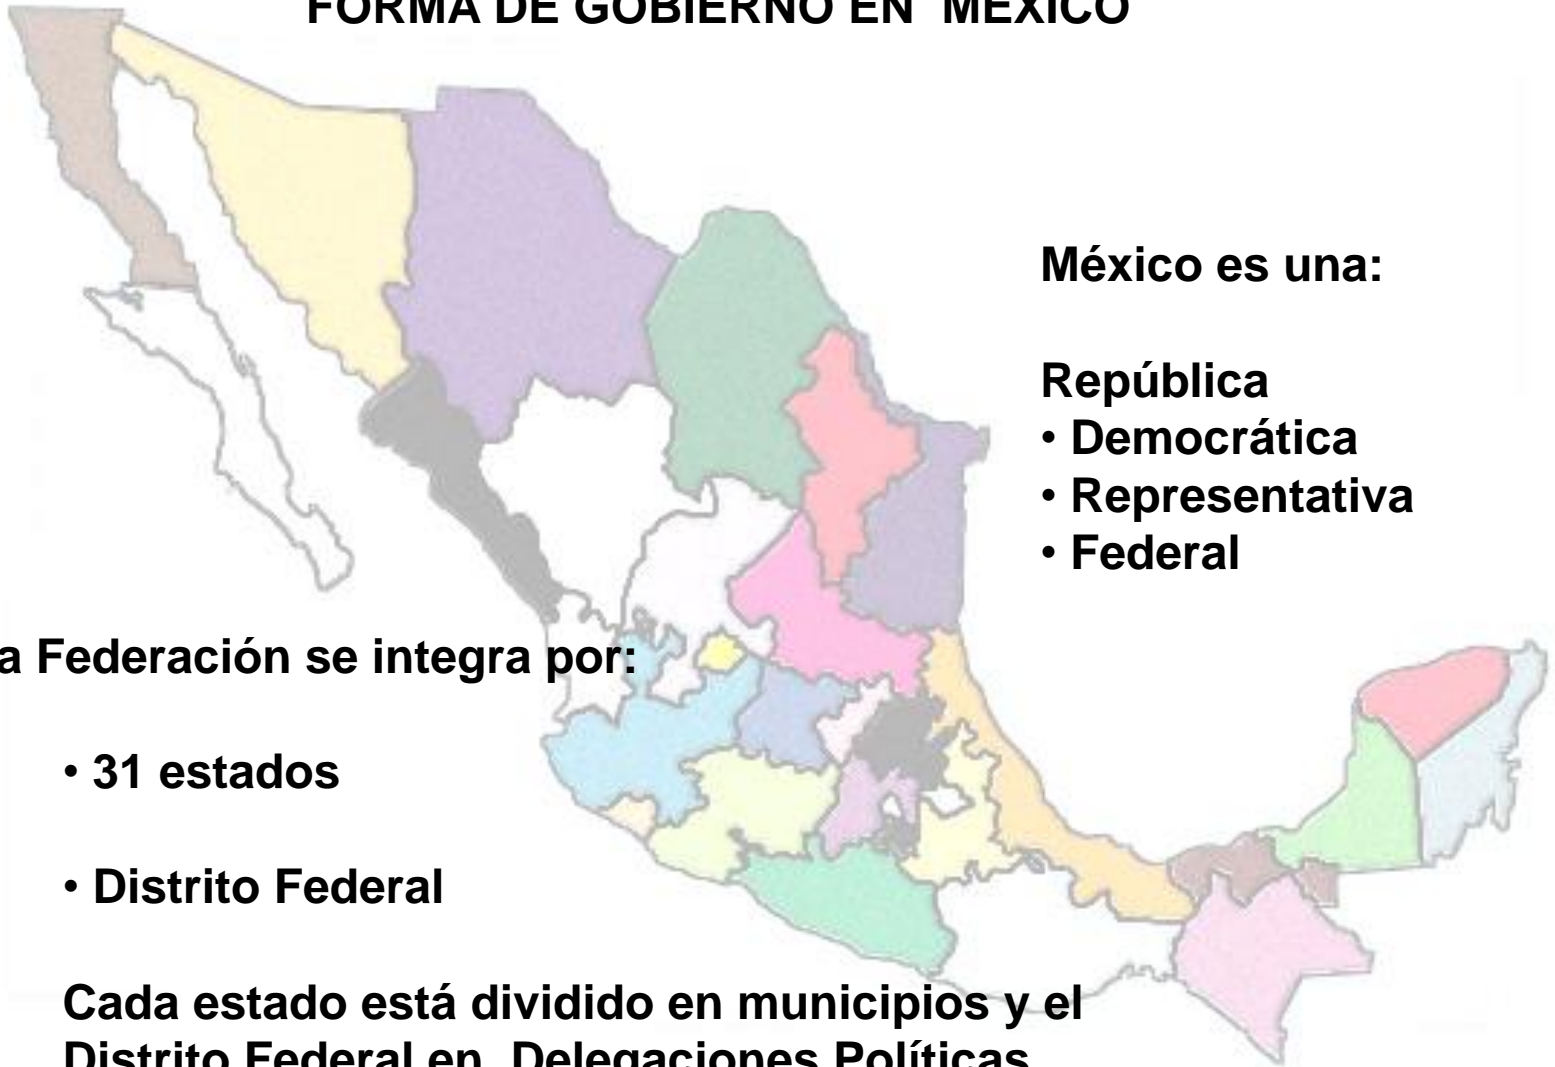 FORMA DE GOBIERNO EN MÉXICO
México es una:
República
• Democrática
• Representativa
• Federal
a Federación se integra por:
• 31 estados
• Distrito Federal
Cada estado está dividido en municipios y el
Distrito Federal en Delegaciones Políticas